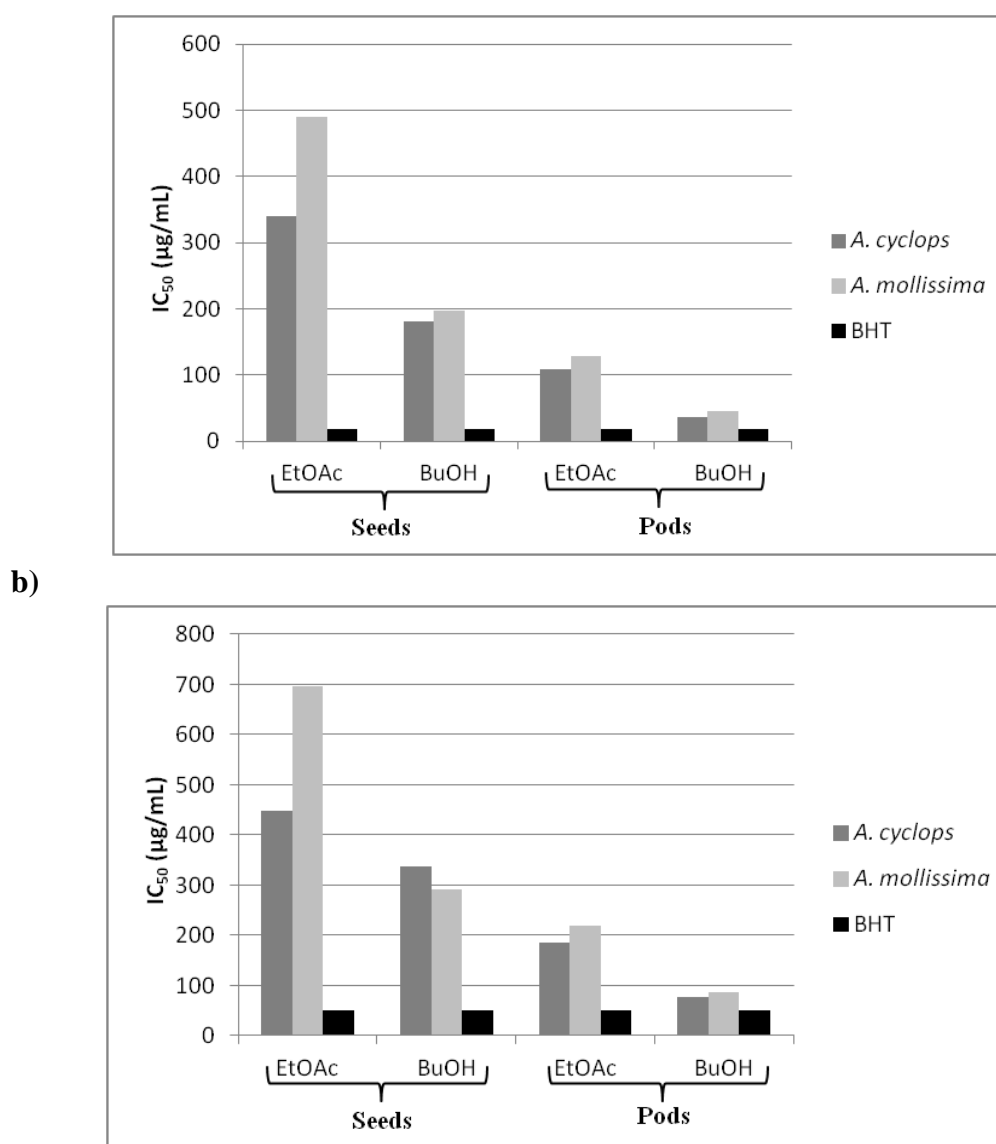 600
500
400
300
200
100
0
IC₅₀ (µg/mL)
EtOAc BuOH EtOAc BuOH
Seeds Pods
A. cyclops
A. mollissima
BHT
b)
800
700
600
500
400
300
200
100
0
IC₅₀ (µg/mL)
EtOAc BuOH EtOAc BuOH
Seeds Pods
A. cyclops
A. mollissima
BHT